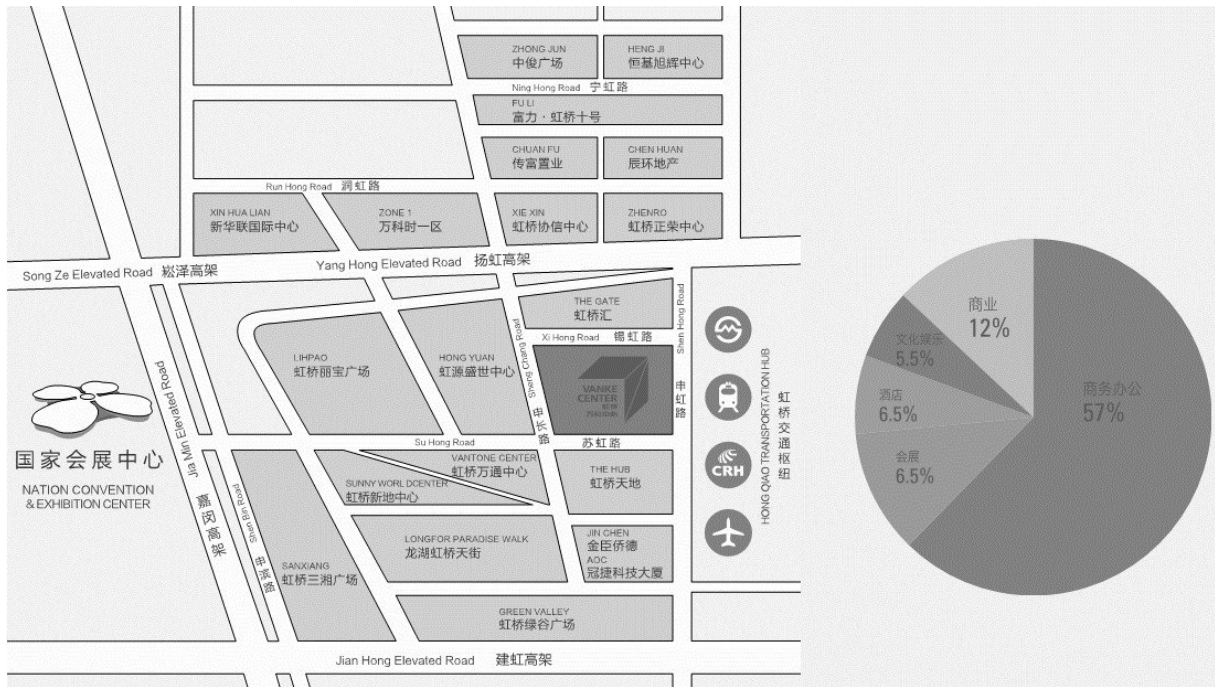 ZHONG JUN
中俊广场
HENG JI
恒基旭辉中心
Ning Hong Road 宁虹路
FU LI
富力·虹桥十号
CHUAN FU
传富置业
CHEN HUAN
辰环地产
Run Hong Road 润虹路
XIN HUA LIAN
新华联国际中心
ZONE 1
万科时一区
XIE XIN
虹桥协信中心
ZHENRO
虹桥正荣中心
Song Ze Elevated Road 崧泽高架
Yang Hong Elevated Road 扬虹高架
THE GATE
虹桥汇
Xi Hong Road 锡虹路
Shen Hong Road
申虹路
LIHPAO
虹桥丽宝广场
HONG YUAN
虹源盛世中心
Sheng Chang Road
申长路
VANKE
CENTER
Jia Min Elevated Road
嘉闵高架
国家会展中心
NATION CONVENTION
& EXHIBITION CENTER
Su Hong Road 苏虹路
VANTONE CENTER
虹桥万通中心
SUNNY WORLD CENTER
虹桥新地中心
THE HUB
虹桥天地
Shen Bin Road
申滨路
SANXIANG
虹桥三湘广场
LONGFOR PARADISE WALK
龙湖虹桥天街
JIN CHEN
金臣侨德
AOC
冠捷科技大厦
GREEN VALLEY
虹桥绿谷广场
Jian Hong Elevated Road 建虹高架
CRH
HONG QIAO TRANSPORTATION HUB
虹桥交通枢纽
商业
12%
文化娱乐
5.5%
酒店
6.5%
会展
6.5%
商务办公
57%